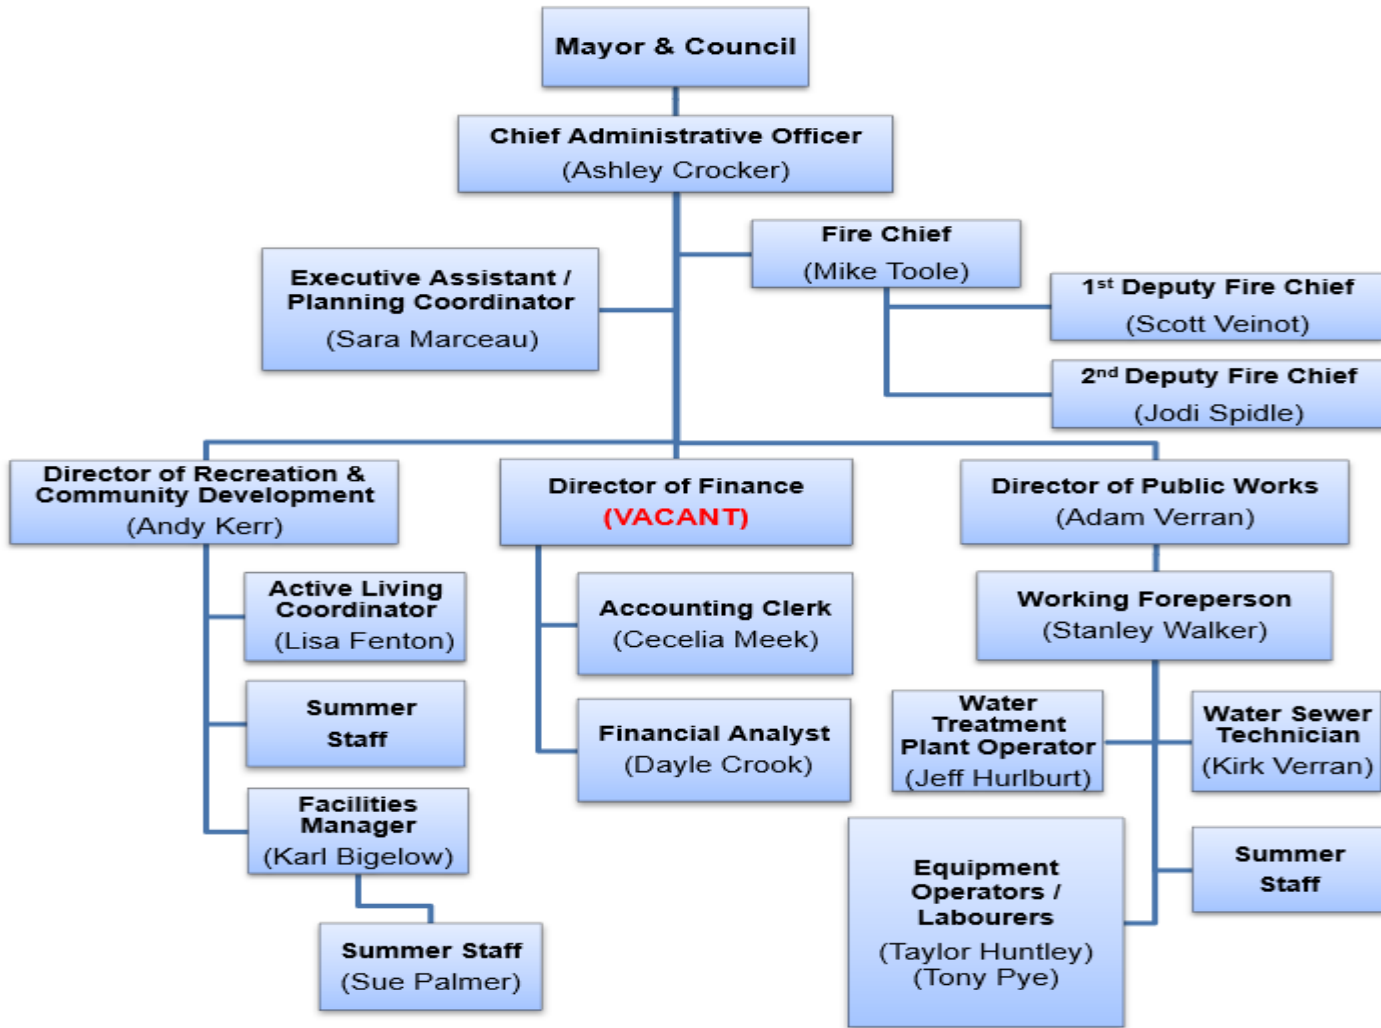 Mayor & Council
Chief Administrative Officer
(Ashley Crocker)
Fire Chief
(Mike Toole)
Executive Assistant /
Planning Coordinator
(Sara Marceau)
1st Deputy Fire Chief
(Scott Veinot)
2nd Deputy Fire Chief
(Jodi Spidle)
Director of Recreation &
Community Development
(Andy Kerr)
Active Living
Coordinator
(Lisa Fenton)
Summer
Staff
Facilities
Manager
(Karl Bigelow)
Summer Staff
(Sue Palmer)
Director of Finance
(VACANT)
Accounting Clerk
(Cecelia Meek)
Financial Analyst
(Dayle Crook)
Director of Public Works
(Adam Verran)
Working Foreperson
(Stanley Walker)
Water
Treatment
Plant Operator
(Jeff Hurlburt)
Water Sewer
Technician
(Kirk Verran)
Equipment
Operators /
Labourers
(Taylor Huntley)
(Tony Pye)
Summer
Staff